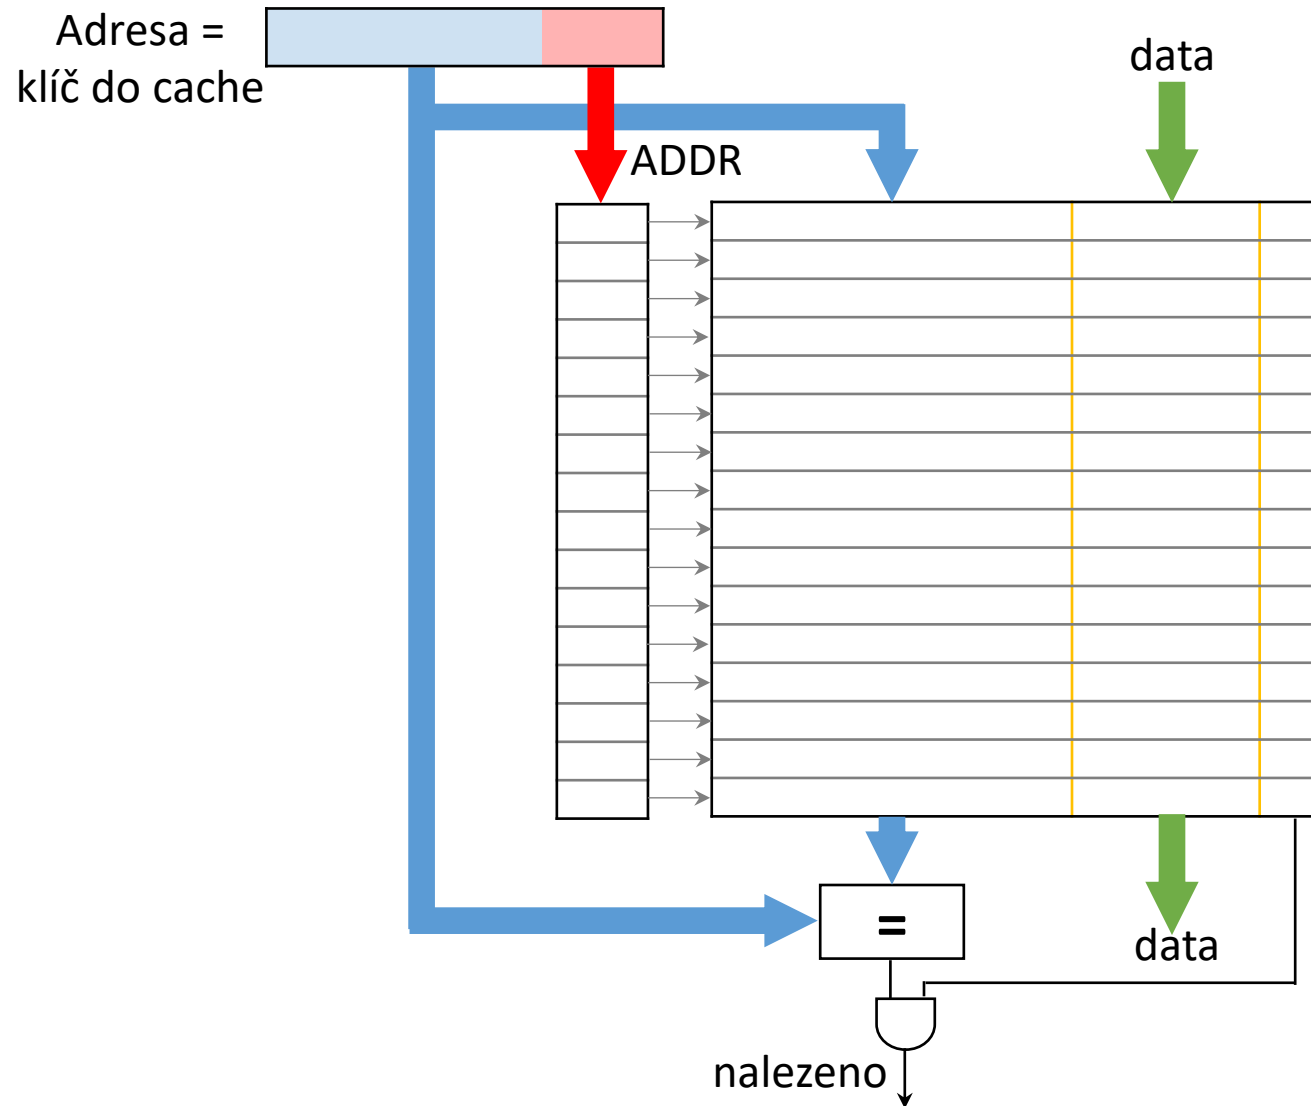 Adresa =
klíč do cache
data
ADDR
=
data
nalezeno